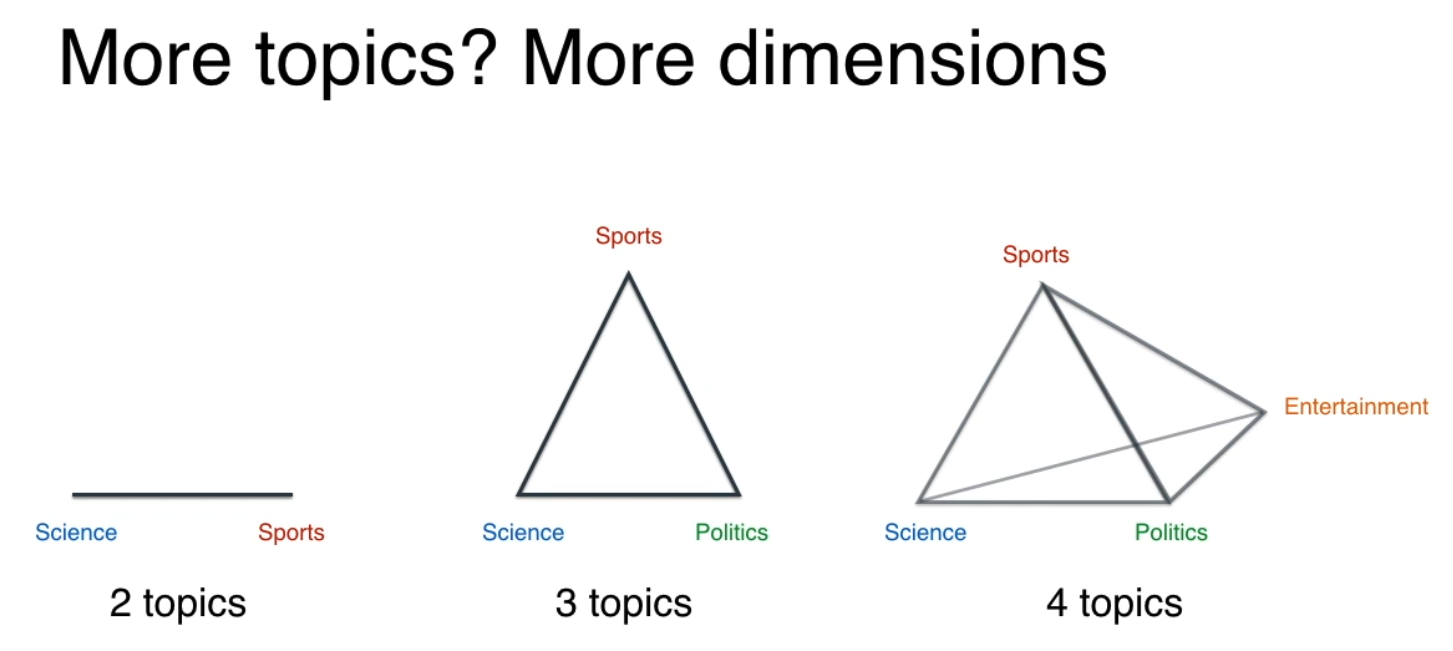 More topics? More dimensions
Sports
Sports
Entertainment
Science Sports
Science Politics
Science Politics
2 topics
3 topics
4 topics